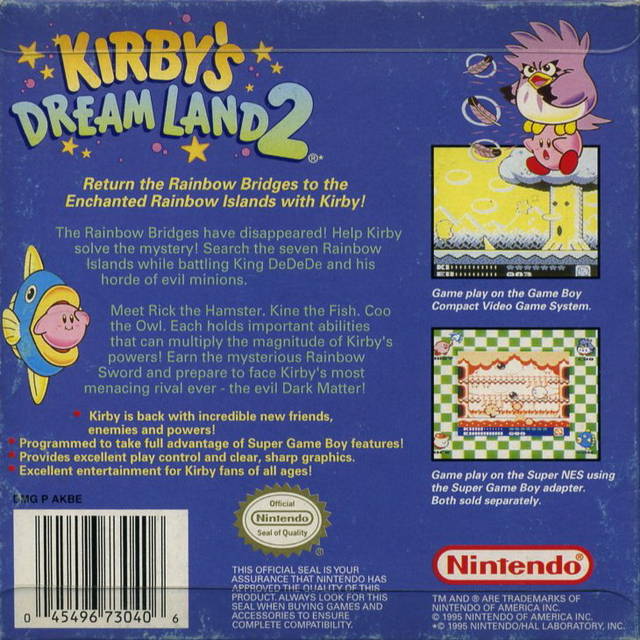 KIRBY'S
DREAM LAND 2
®*
Return the Rainbow Bridges to the
Enchanted Rainbow Islands with Kirby!
The Rainbow Bridges have disappeared! Help Kirby
solve the mystery! Search the seven Rainbow
Islands while battling King DeDeDe and his
horde of evil minions.
Meet Rick the Hamster. Kine the Fish. Coo
the Owl. Each holds important abilities
that can multiply the magnitude of Kirby's
powers! Earn the mysterious Rainbow
Sword and prepare to face Kirby's most
menacing rival ever - the evil Dark Matter!
* Kirby is back with incredible new friends,
enemies and powers!
* Programmed to take full advantage of Super Game Boy features!
* Provides excellent play control and clear, sharp graphics.
* Excellent entertainment for Kirby fans of all ages!
DMG P AKBE
0 45496 73040 6
Official
Nintendo
Seal of Quality
®
THIS OFFICIAL SEAL IS YOUR
ASSURANCE THAT NINTENDO HAS
APPROVED THE QUALITY OF THIS
PRODUCT. ALWAYS LOOK FOR THIS
SEAL WHEN BUYING GAMES AND
ACCESSORIES TO ENSURE
COMPLETE COMPATIBILITY.
Game play on the Game Boy
Compact Video Game System.
Game play on the Super NES using
the Super Game Boy adapter.
Both sold separately.
Nintendo®
TM AND ® ARE TRADEMARKS OF
NINTENDO OF AMERICA INC.
© 1995 NINTENDO OF AMERICA INC.
*© 1995 NINTENDO/HAL LABORATORY, INC.